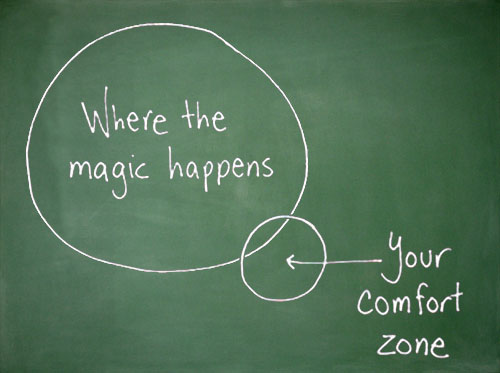 Where the
magic happens
Your
comfort
zone